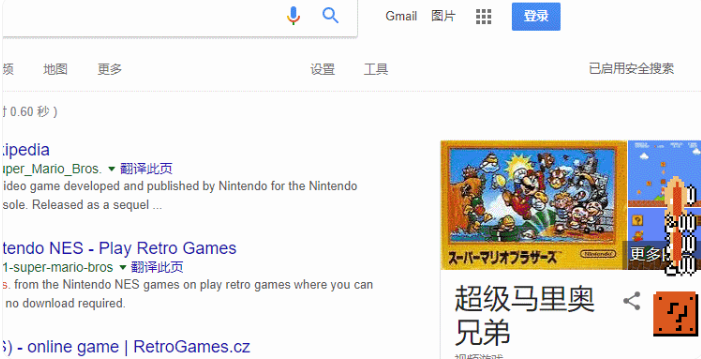 Gmail 图片 登录
频 地图 更多 设置 工具 已启用安全搜索
0.60 秒 )
kipedia
uper_Mario_Bros. 翻译此页
ideo game developed and published by Nintendo for the Nintendo
sole. Released as a sequel ...
tendo NES - Play Retro Games
1-super-mario-bros 翻译此页
s. from the Nintendo NES games on play retro games where you can
no download required.
S) - online game | RetroGames.cz
スーパーマリオブラザーズ
Nintendo
更多
超级马里奥
兄弟
视频游戏